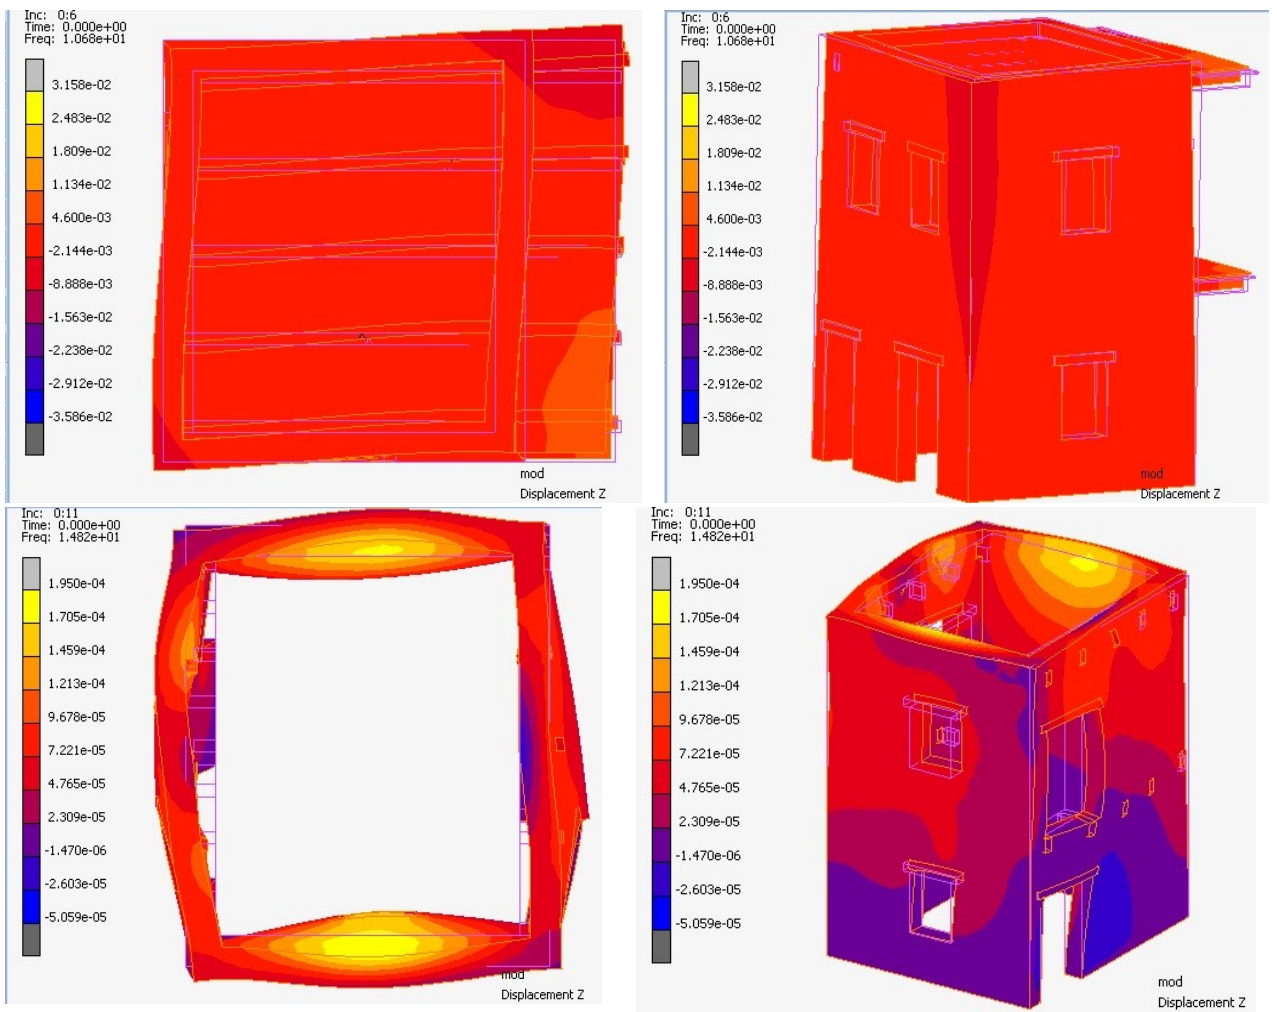 Inc: 0:6
Time: 0.000e+00
Freq: 1.068e+01
3.158e-02
2.483e-02
1.809e-02
1.134e-02
4.600e-03
-2.144e-03
-8.888e-03
-1.563e-02
-2.238e-02
-2.912e-02
-3.586e-02
mod
Displacement Z
Inc: 0:6
Time: 0.000e+00
Freq: 1.068e+01
3.158e-02
2.483e-02
1.809e-02
1.134e-02
4.600e-03
-2.144e-03
-8.888e-03
-1.563e-02
-2.238e-02
-2.912e-02
-3.586e-02
mod
Displacement Z
Inc: 0:11
Time: 0.000e+00
Freq: 1.482e+01
1.950e-04
1.705e-04
1.459e-04
1.213e-04
9.678e-05
7.221e-05
4.765e-05
2.309e-05
-1.470e-06
-2.603e-05
-5.059e-05
mod
Displacement Z
Inc: 0:11
Time: 0.000e+00
Freq: 1.482e+01
1.950e-04
1.705e-04
1.459e-04
1.213e-04
9.678e-05
7.221e-05
4.765e-05
2.309e-05
-1.470e-06
-2.603e-05
-5.059e-05
mod
Displacement Z